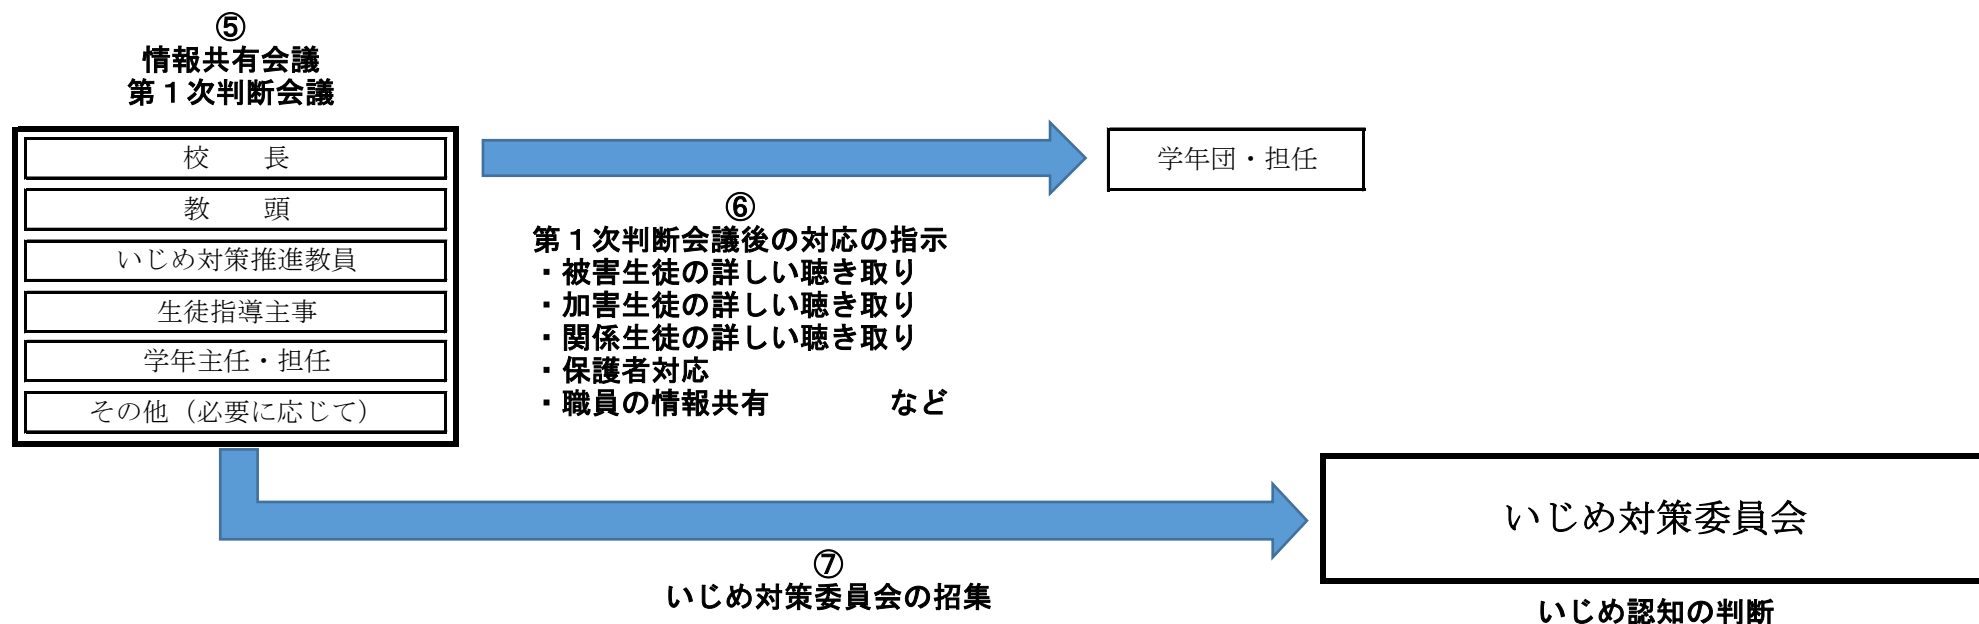 ⑤
情報共有会議
第１次判断会議
校　　長
教　　頭
いじめ対策推進教員
生徒指導主事
学年主任・担任
その他（必要に応じて）
学年団・担任
⑥
第１次判断会議後の対応の指示
・被害生徒の詳しい聴き取り
・加害生徒の詳しい聴き取り
・関係生徒の詳しい聴き取り
・保護者対応
・職員の情報共有　　　　など
いじめ対策委員会
⑦
いじめ対策委員会の招集
いじめ認知の判断